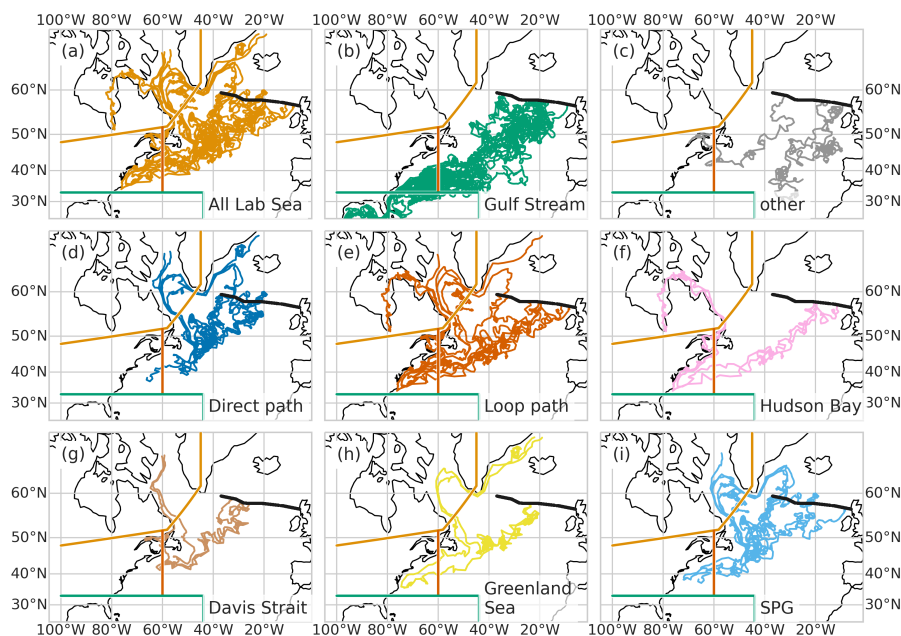 100°W 80°W 60°W 40°W 20°W 80°W 60°W 40°W 20°W 80°W 60°W 40°W 20°W
(a) (b) (c)
60°N 60°N
50°N 50°N
40°N 40°N
30°N 30°N
All Lab Sea Gulf Stream other
(d) (e) (f)
60°N 60°N
50°N 50°N
40°N 40°N
30°N 30°N
Direct path Loop path Hudson Bay
(g) (h) (i)
60°N 60°N
50°N 50°N
40°N 40°N
30°N 30°N
Davis Strait Greenland SPG
Sea
100°W 80°W 60°W 40°W 20°W 100°W 80°W 60°W 40°W 20°W 100°W 80°W 60°W 40°W 20°W